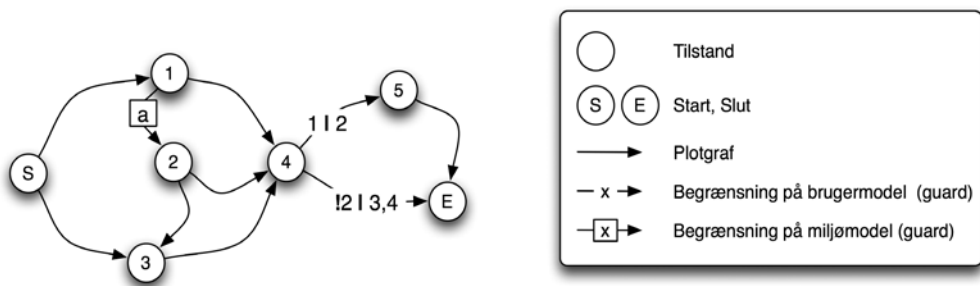 1
a
S
2
3
4
1 | 2
5
!2 | 3,4
E
Tilstand
S E Start, Slut
Plotgraf
x Begrænsning på brugermodel (guard)
x Begrænsning på miljømodel (guard)